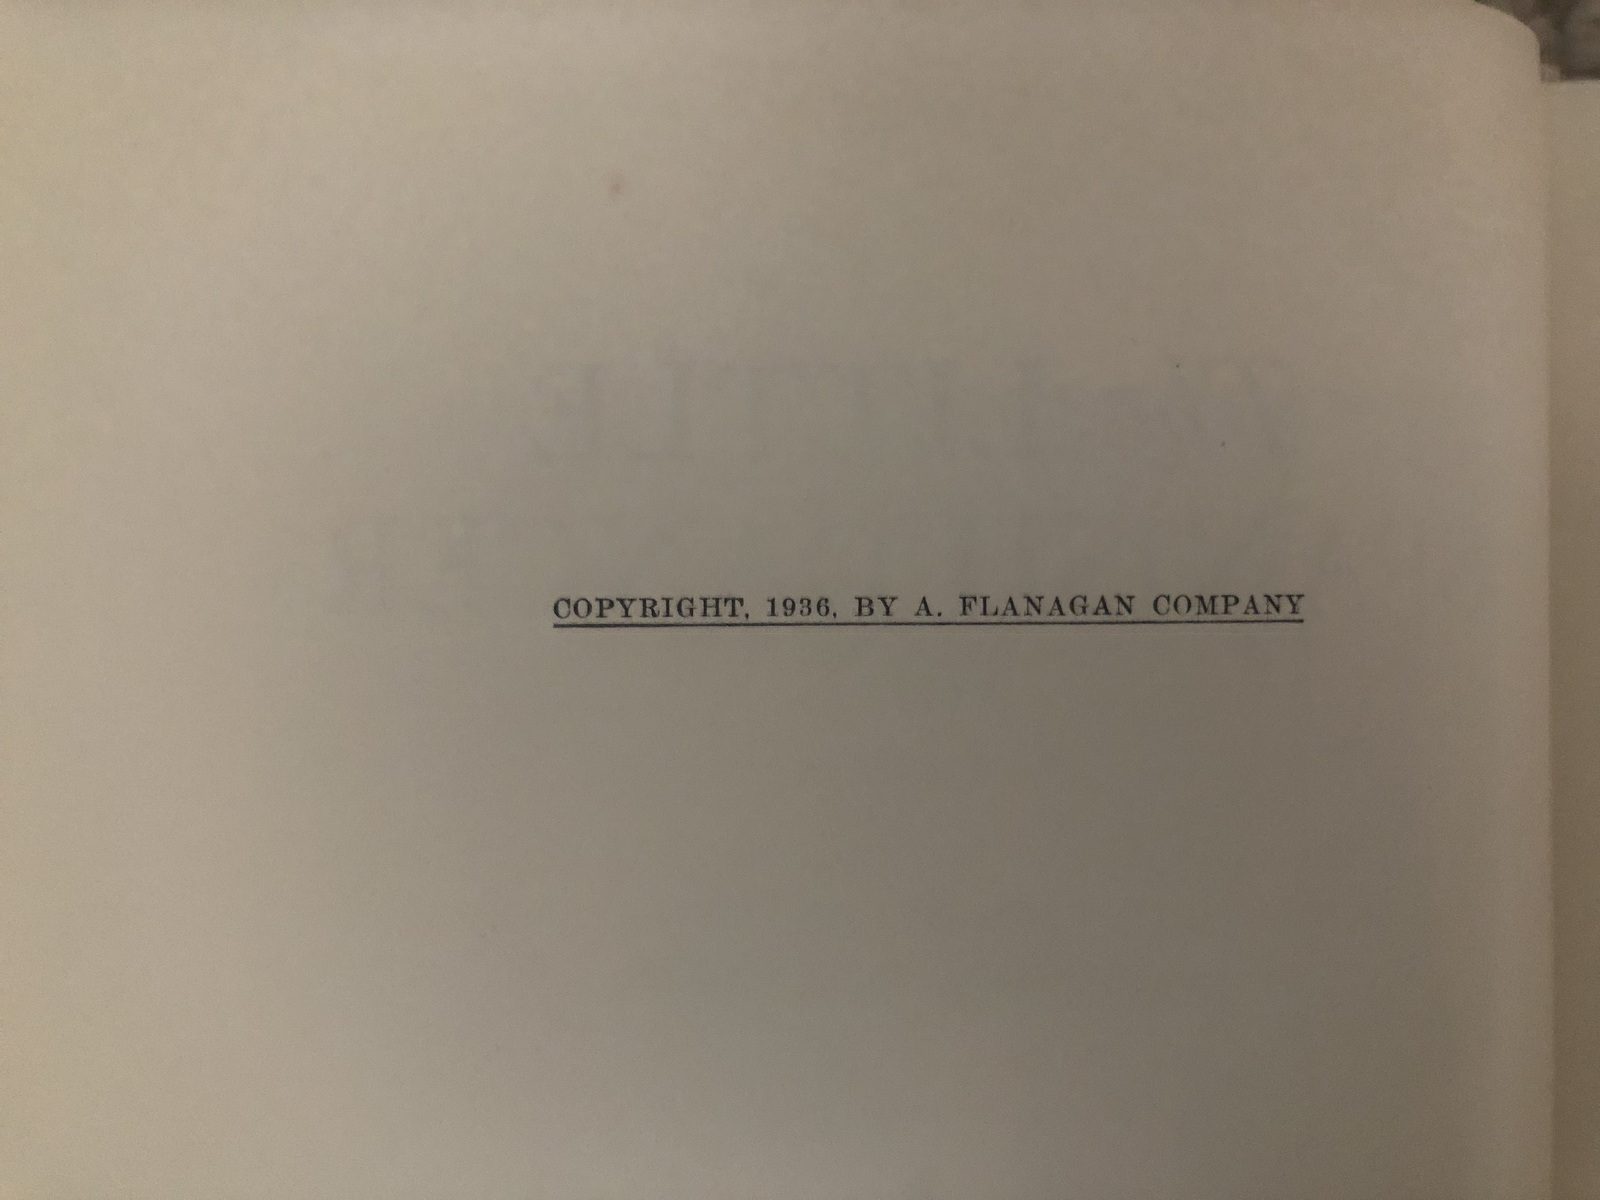 COPYRIGHT, 1936, BY A. FLANAGAN COMPANY